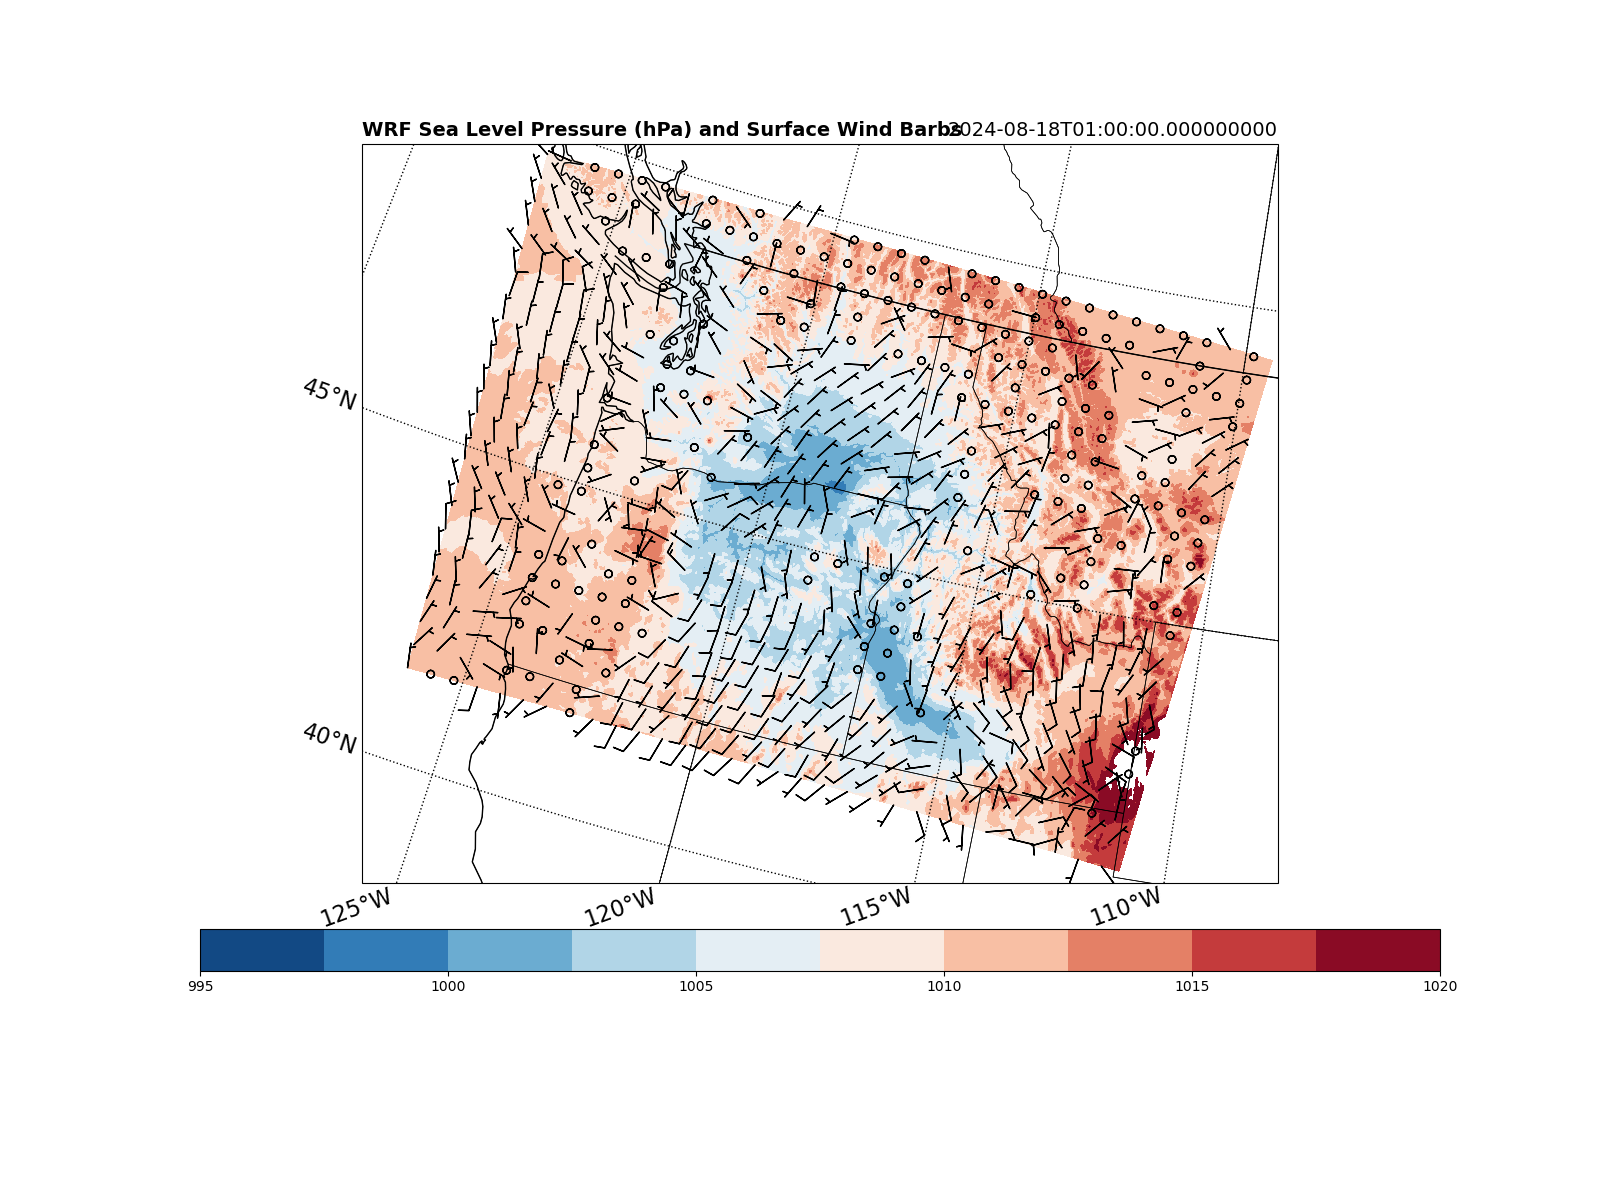 WRF Sea Level Pressure (hPa) and Surface Wind Barbs
2024-08-18T01:00:00.000000000
45°N
40°N
125°W 120°W 115°W 110°W
995 1000 1005 1010 1015 1020